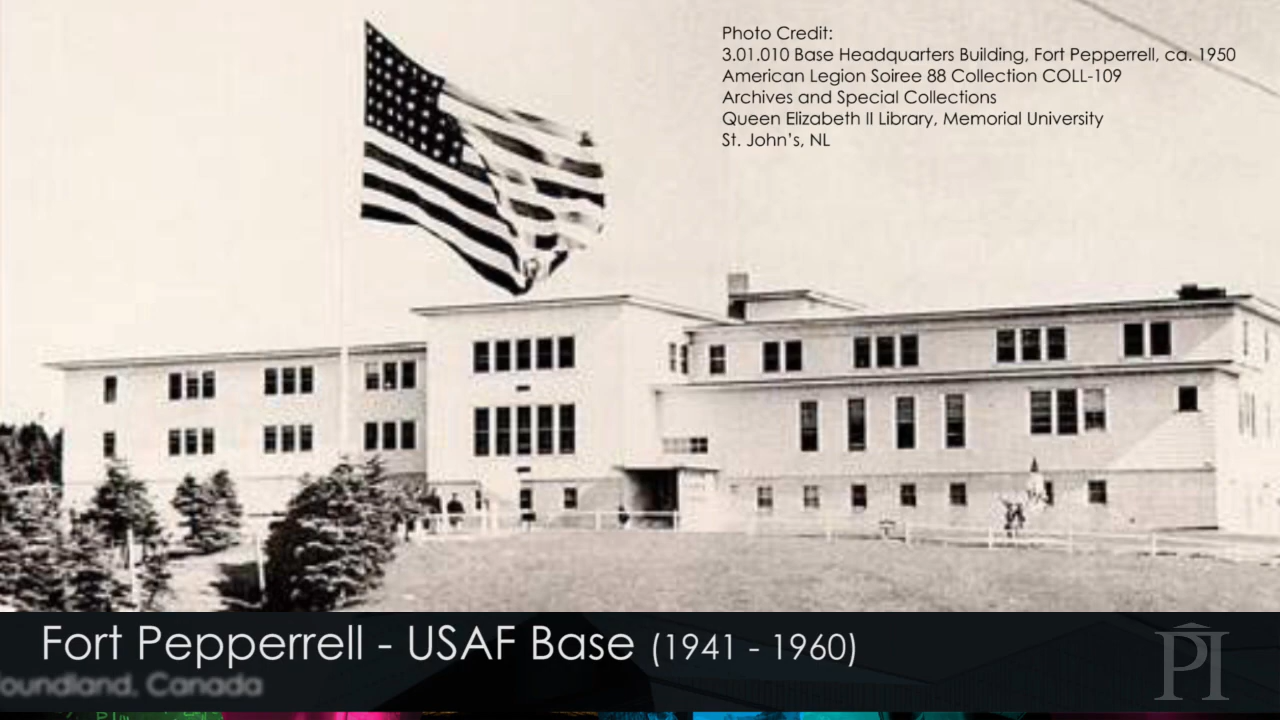 Photo Credit:
3.01.010 Base Headquarters Building, Fort Pepperrell, ca. 1950
American Legion Soiree 88 Collection COLL-109
Archives and Special Collections
Queen Elizabeth II Library, Memorial University
St. John's, NL
Fort Pepperrell - USAF Base (1941 - 1960)
oundland, Canada
PI